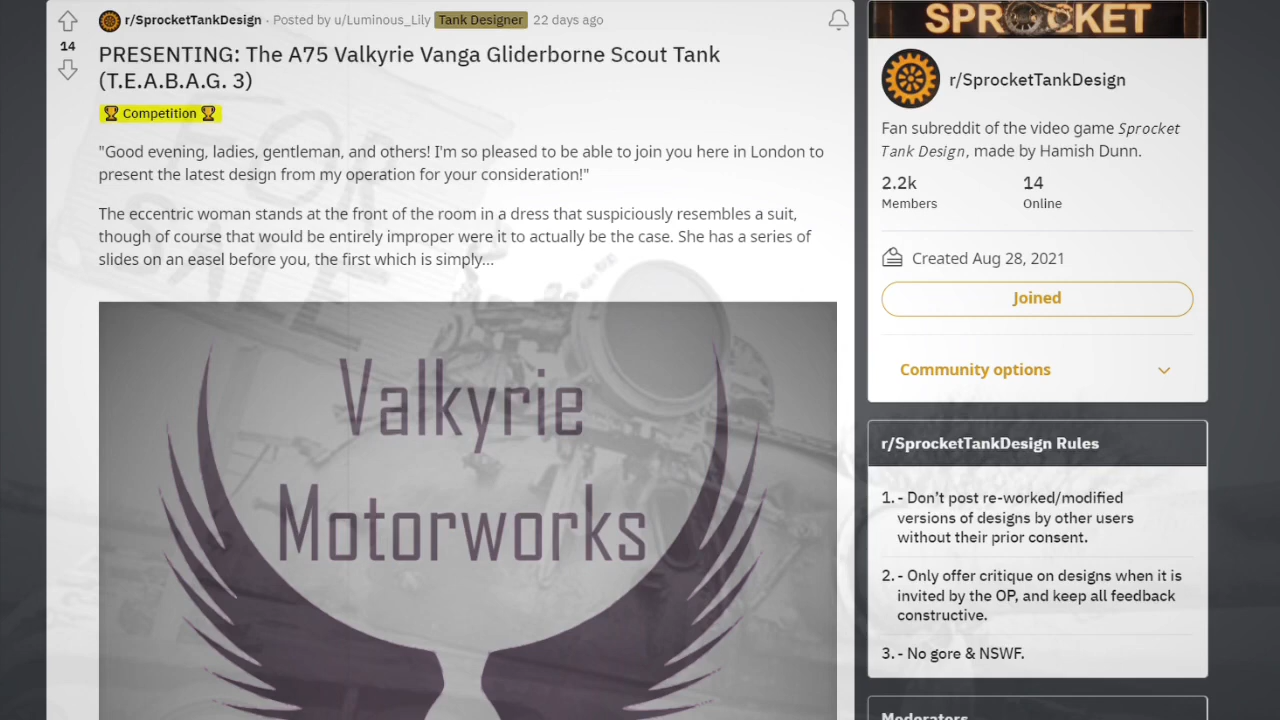 r/SprocketTankDesign · Posted by u/Luminous_Lily Tank Designer 22 days ago
14
PRESENTING: The A75 Valkyrie Vanga Gliderborne Scout Tank
(T.E.A.B.A.G. 3)
🏆 Competition 🏆
"Good evening, ladies, gentleman, and others! I'm so pleased to be able to join you here in London to
present the latest design from my operation for your consideration!"
The eccentric woman stands at the front of the room in a dress that suspiciously resembles a suit,
though of course that would be entirely improper were it to actually be the case. She has a series of
slides on an easel before you, the first which is simply...
FOR
SALE
Valkyrie
Motorworks
SPROCKET
r/SprocketTankDesign
Fan subreddit of the video game Sprocket
Tank Design, made by Hamish Dunn.
2.2k
Members
14
Online
Created Aug 28, 2021
Joined
Community options
r/SprocketTankDesign Rules
1. - Don't post re-worked/modified
versions of designs by other users
without their prior consent.
2. - Only offer critique on designs when it is
invited by the OP, and keep all feedback
constructive.
3. - No gore & NSWF.
Moderators